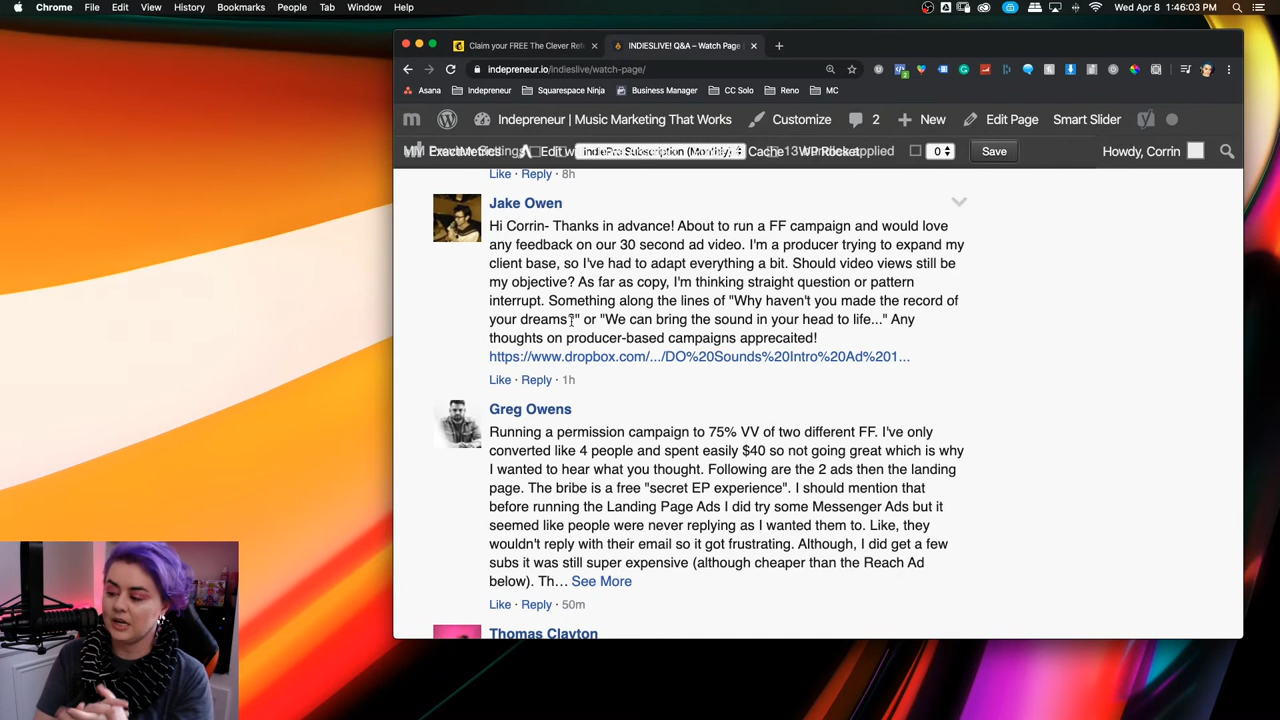 Chrome File Edit View History Bookmarks People Tab Window Help Wed Apr 8 1:46:03 PM
Claim your FREE The Clever Ret INDIESLIVE! Q&A – Watch Page
indepreneur.io/indieslive/watch-page/
Asana Indepreneur Squarespace Ninja Business Manager CC Solo Reno MC
Indepreneur | Music Marketing That Works Customize 2 New Edit Page Smart Slider
ExactMetrics Edit wi IndiePro Subscription (Monthly) Cache WP Rocket 13 applied 0 Save Howdy, Corrin
Like · Reply · 8h
Jake Owen
Hi Corrin- Thanks in advance! About to run a FF campaign and would love
any feedback on our 30 second ad video. I'm a producer trying to expand my
client base, so I've had to adapt everything a bit. Should video views still be
my objective? As far as copy, I'm thinking straight question or pattern
interrupt. Something along the lines of "Why haven't you made the record of
your dreams?" or "We can bring the sound in your head to life..." Any
thoughts on producer-based campaigns apprecaited!
https://www.dropbox.com/.../DO%20Sounds%20Intro%20Ad%201...
Like · Reply · 1h
Greg Owens
Running a permission campaign to 75% VV of two different FF. I've only
converted like 4 people and spent easily $40 so not going great which is why
I wanted to hear what you thought. Following are the 2 ads then the landing
page. The bribe is a free "secret EP experience". I should mention that
before running the Landing Page Ads I did try some Messenger Ads but it
seemed like people were never replying as I wanted them to. Like, they
wouldn't reply with their email so it got frustrating. Although, I did get a few
subs it was still super expensive (although cheaper than the Reach Ad
below). Th... See More
Like · Reply · 50m
Thomas Clayton